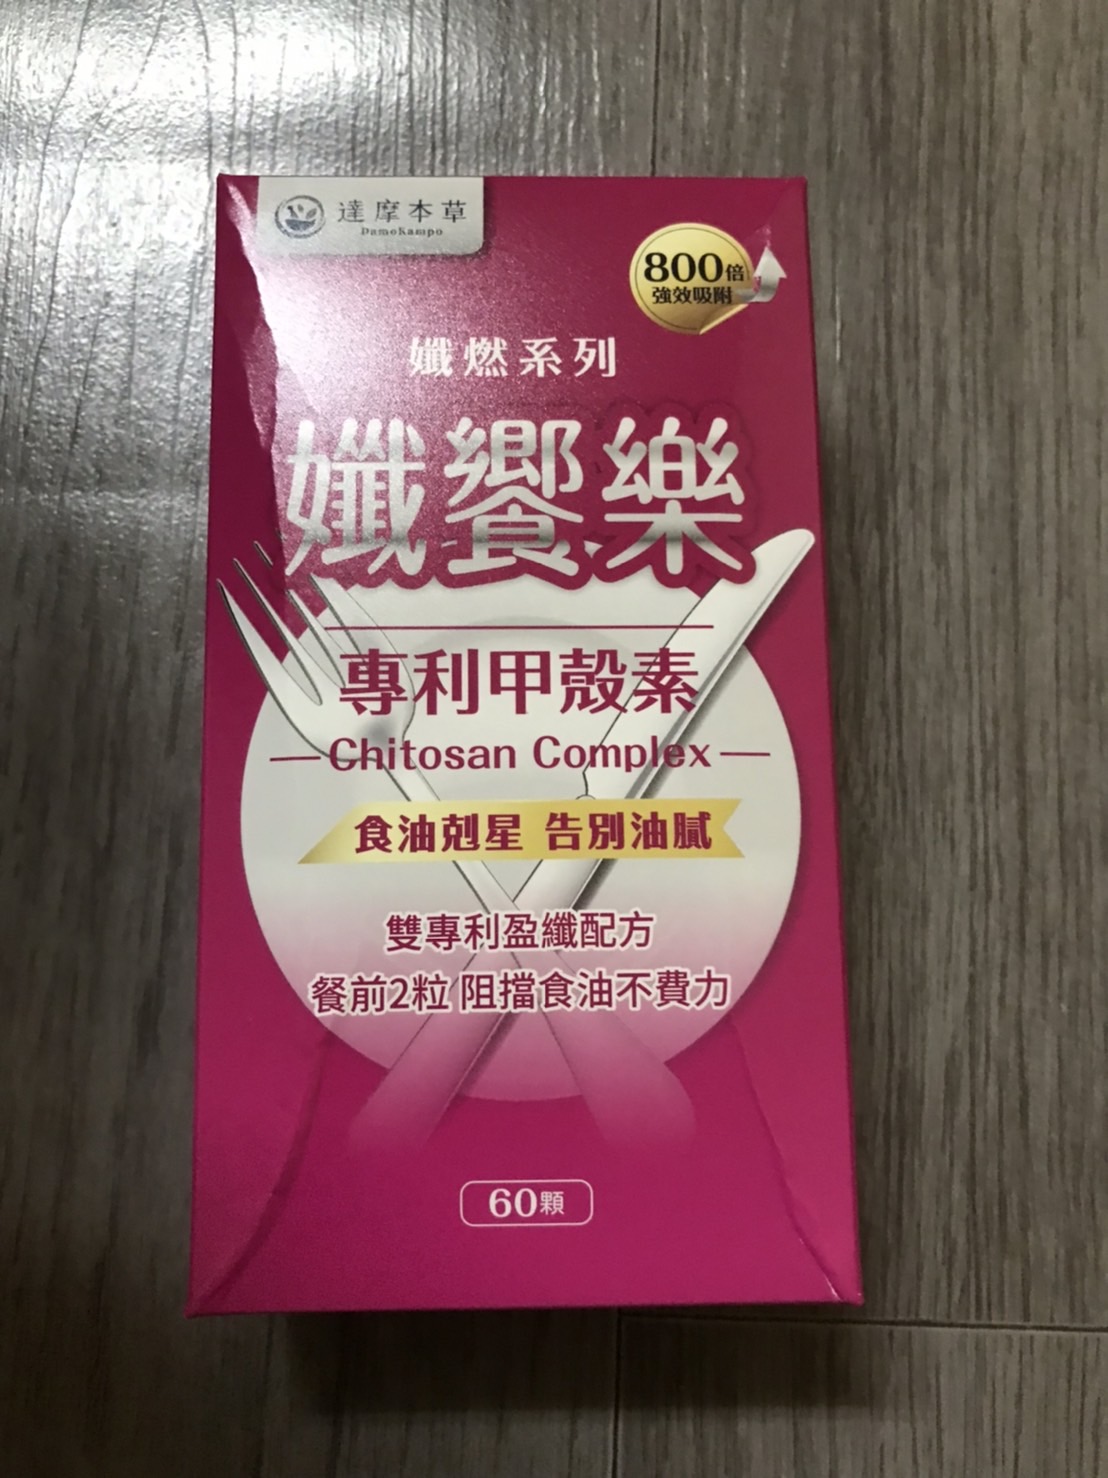 達摩本草
DamoKampo
800倍
強效吸附
孅燃系列
孅饗樂
專利甲殼素
Chitosan Complex
食油剋星 告別油膩
雙專利盈纖配方
餐前2粒 阻擋食油不費力
60顆